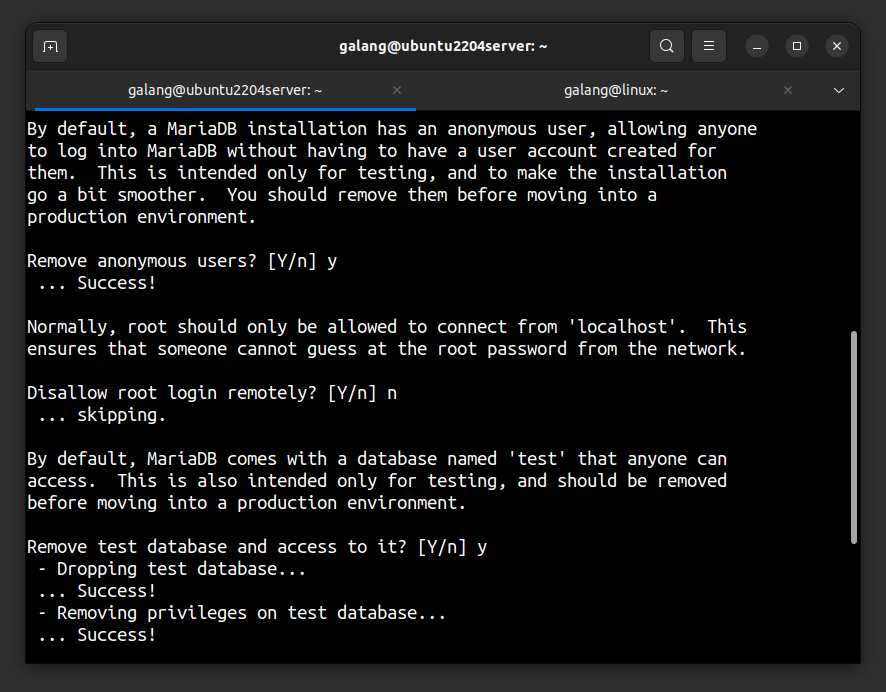 galang@ubuntu2204server: ~
galang@ubuntu2204server: ~
galang@linux: ~
By default, a MariaDB installation has an anonymous user, allowing anyone
to log into MariaDB without having to have a user account created for
them.  This is intended only for testing, and to make the installation
go a bit smoother.  You should remove them before moving into a
production environment.
Remove anonymous users? [Y/n] y
 ... Success!
Normally, root should only be allowed to connect from 'localhost'.  This
ensures that someone cannot guess at the root password from the network.
Disallow root login remotely? [Y/n] n
 ... skipping.
By default, MariaDB comes with a database named 'test' that anyone can
access.  This is also intended only for testing, and should be removed
before moving into a production environment.
Remove test database and access to it? [Y/n] y
 - Dropping test database...
 ... Success!
 - Removing privileges on test database...
 ... Success!